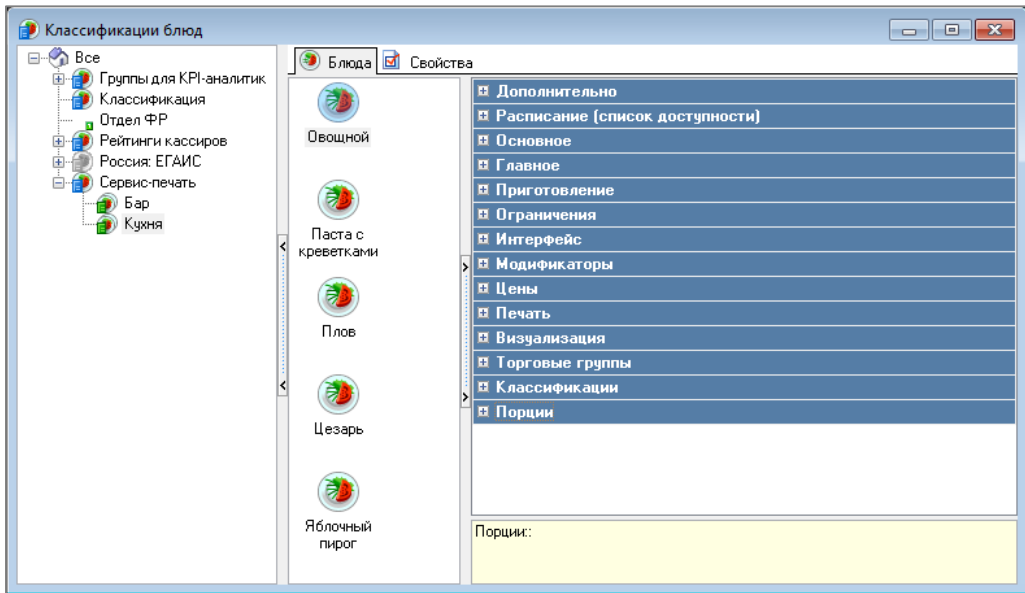 Классификации блюд
Все
Группы для KPI-аналитик
Классификация
Отдел ФР
Рейтинги кассиров
Россия: ЕГАИС
Сервис-печать
Бар
Кухня
Блюда
Свойства
Овощной
Паста с
креветками
Плов
Цезарь
Яблочный
пирог
Дополнительно
Расписание (список доступности)
Основное
Главное
Приготовление
Ограничения
Интерфейс
Модификаторы
Цены
Печать
Визуализация
Торговые группы
Классификации
Порции
Порции::